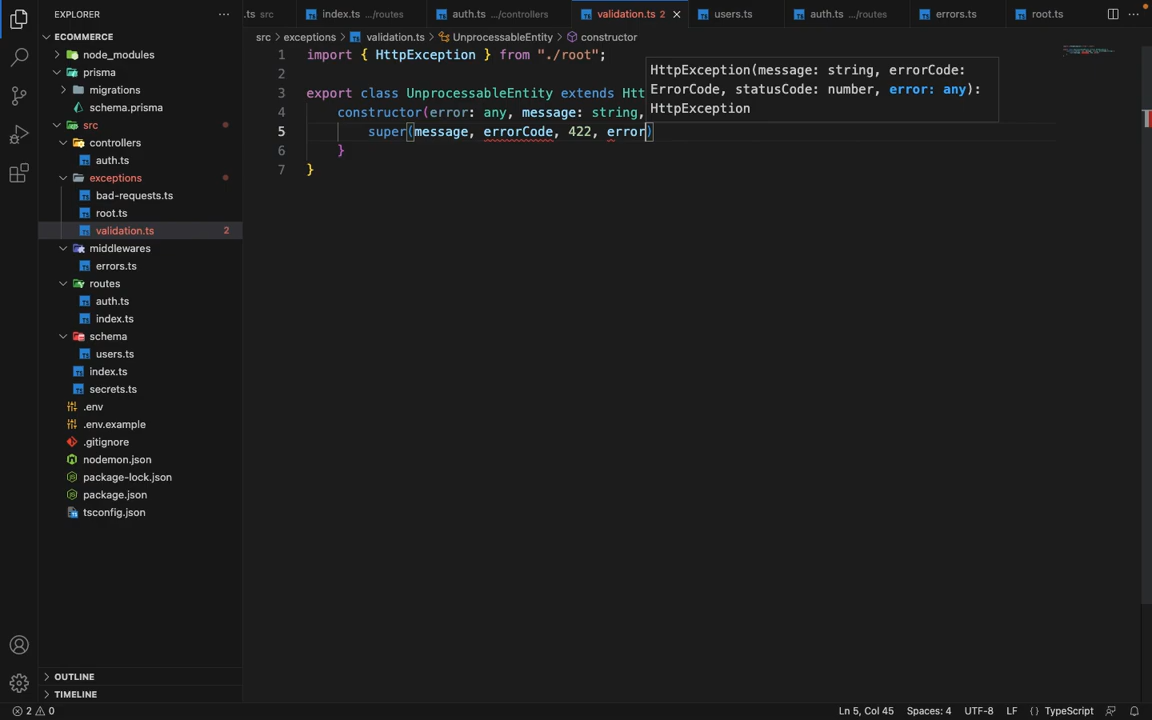 EXPLORER
ECOMMERCE
node_modules
prisma
migrations
schema.prisma
src
controllers
auth.ts
exceptions
bad-requests.ts
root.ts
validation.ts 2
middlewares
errors.ts
routes
auth.ts
index.ts
schema
users.ts
index.ts
secrets.ts
.env
.env.example
.gitignore
nodemon.json
package-lock.json
package.json
tsconfig.json
OUTLINE
TIMELINE
.ts src
index.ts .../routes
auth.ts .../controllers
validation.ts 2
users.ts
auth.ts .../routes
errors.ts
root.ts
src > exceptions > validation.ts > UnprocessableEntity > constructor
1 import { HttpException } from "./root";
2
3 export class UnprocessableEntity extends Htt
4 constructor(error: any, message: string,
5 super(message, errorCode, 422, error)
6 }
7 }
HttpException(message: string, errorCode:
ErrorCode, statusCode: number, error: any):
HttpException
2 0
Ln 5, Col 45 Spaces: 4 UTF-8 LF {} TypeScript